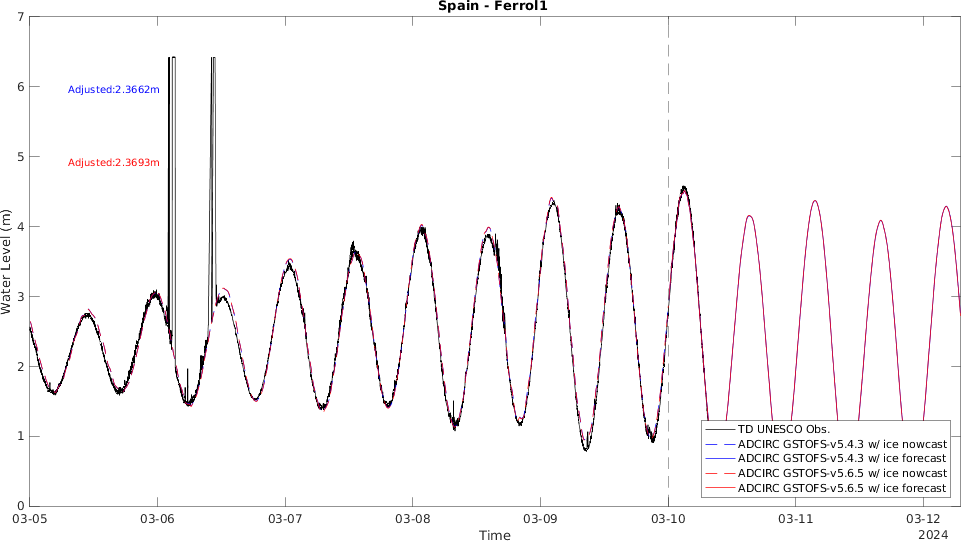 Spain - Ferrol1
7
6
5
4
3
2
1
0
Water Level (m)
Adjusted:2.3662m
Adjusted:2.3693m
TD UNESCO Obs.
ADCIRC GSTOFS-v5.4.3 w/ ice nowcast
ADCIRC GSTOFS-v5.4.3 w/ ice forecast
ADCIRC GSTOFS-v5.6.5 w/ ice nowcast
ADCIRC GSTOFS-v5.6.5 w/ ice forecast
03-05 03-06 03-07 03-08 03-09 03-10 03-11 03-12
Time
2024